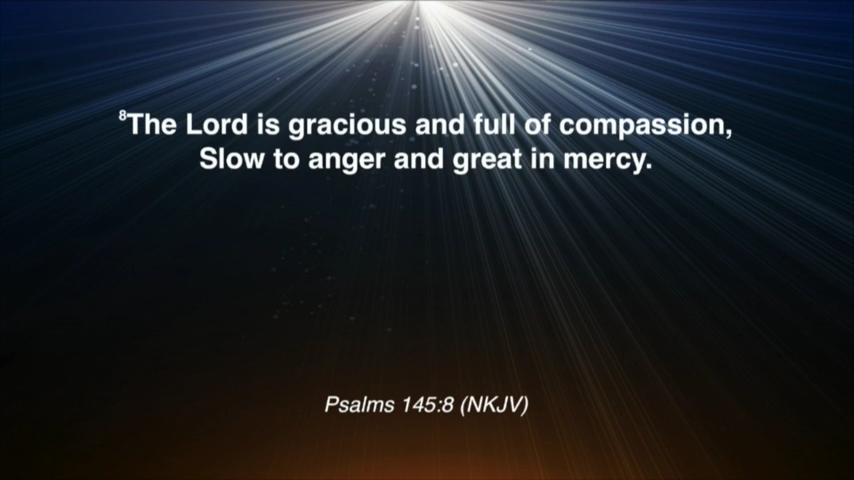 ⁸The Lord is gracious and full of compassion,
Slow to anger and great in mercy.
Psalms 145:8 (NKJV)